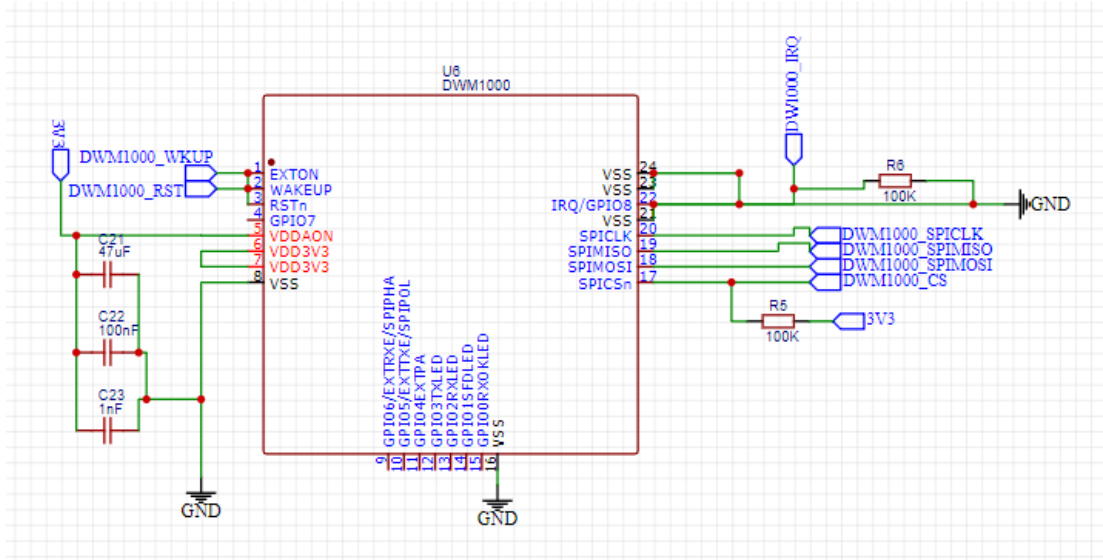 U6
DWM1000
3V3
DWM1000_WKUP
DWM1000_RST
1 EXTON
2 WAKEUP
3 RSTn
4 GPIO7
5 VDDAON
6 VDD3V3
7 VDD3V3
8 VSS
C21
47uF
C22
100nF
C23
1nF
GND
9 GPIO6/EXTRXE/SPIPHA
10 GPIO5/EXTTXE/SPIPOL
11 GPIO4EXTPA
12 GPIO3TXLED
13 GPIO2RXLED
14 GPIO1SFDLED
15 GPIO0RXOKLED
16 VSS
GND
VSS 24
VSS 23
IRQ/GPIO8 22
VSS 21
SPICLK 20
SPIMISO 19
SPIMOSI 18
SPICSn 17
DW1000_IRQ
R6
100K
GND
DWM1000_SPICLK
DWM1000_SPIMISO
DWM1000_SPIMOSI
DWM1000_CS
R5
100K
3V3